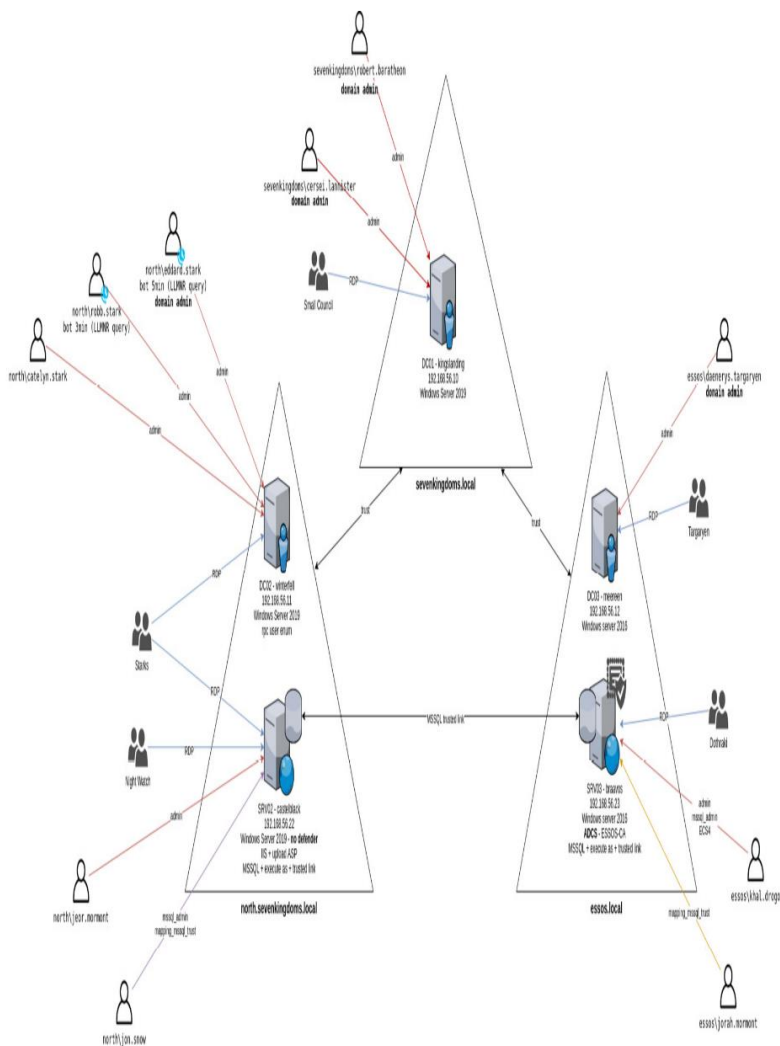 sevenkingdoms\robert.baratheon
domain admin
admin
sevenkingdoms\cersei.lannister
domain admin
admin
Small Council
RDP
DC01 - kingslanding
192.168.56.10
Windows Server 2019
sevenkingdoms.local
north\eddard.stark
bot 5min (LLMNR query)
domain admin
admin
north\robb.stark
bot 3min (LLMNR query)
admin
north\catelyn.stark
admin
trust
trust
DC02 - winterfell
192.168.56.11
Windows Server 2019
rpc user enum
Starks
RDP
RDP
Night Watch
RDP
SRV02 - castelblack
192.168.56.22
Windows Server 2019 - no defender
IIS + upload ASP
MSSQL + execute as + trusted link
admin
north\jeor.mormont
mssql_admin
mapping_mssql_trust
north\jon.snow
north.sevenkingdoms.local
MSSQL trusted link
essos\daenerys.targaryen
domain admin
admin
Targaryen
RDP
DC03 - meereen
192.168.56.12
Windows server 2016
Dothraki
RDP
SRV03 - braavos
192.168.56.23
Windows server 2016
ADCS - ESSOS-CA
MSSQL + execute as + trusted link
admin
mssql_admin
ESC4
essos\khal.drogo
mapping_mssql_trust
essos\jorah.mormont
essos.local